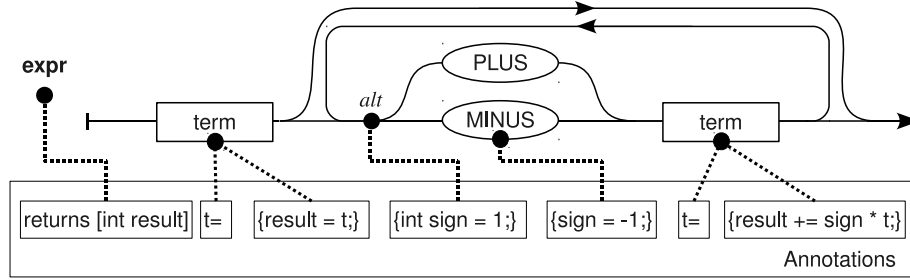 PLUS
expr
alt
term
MINUS
term
returns [int result]
t=
{result = t;}
{int sign = 1;}
{sign = -1;}
t=
{result += sign * t;}
Annotations